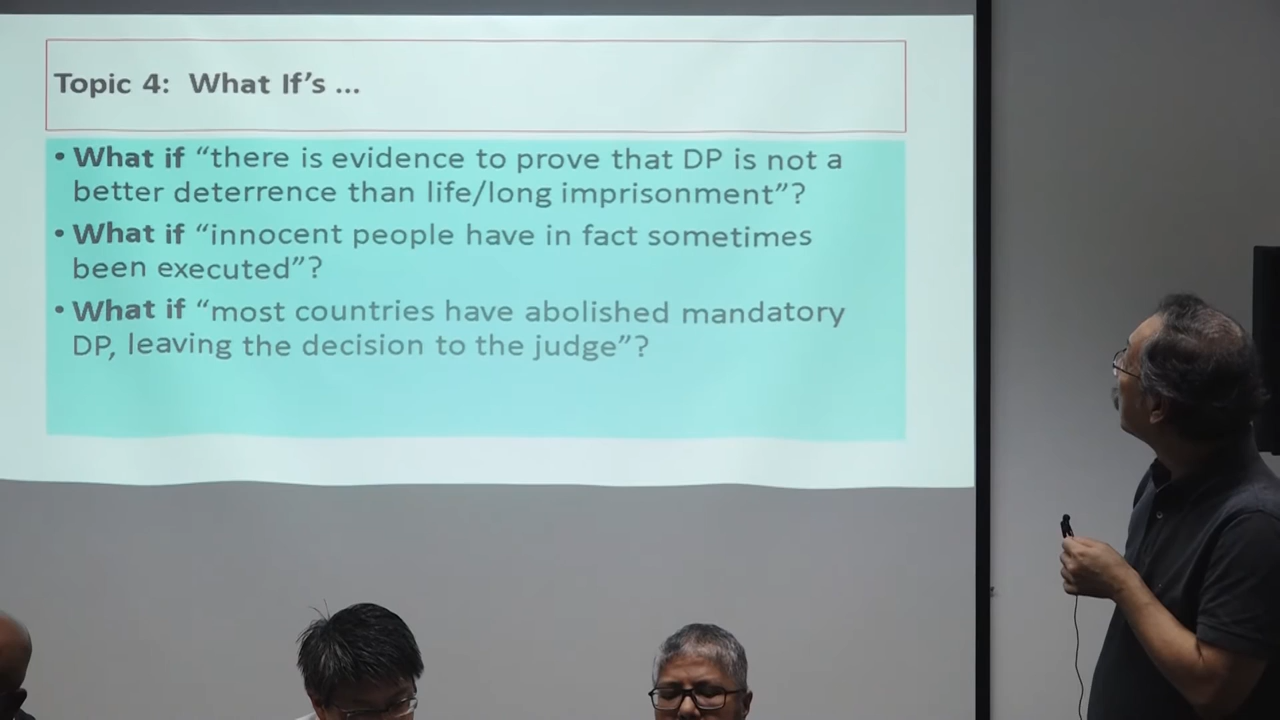 Topic 4: What If’s ...
• What if “there is evidence to prove that DP is not a
better deterrence than life/long imprisonment”?
• What if “innocent people have in fact sometimes
been executed”?
• What if “most countries have abolished mandatory
DP, leaving the decision to the judge”?